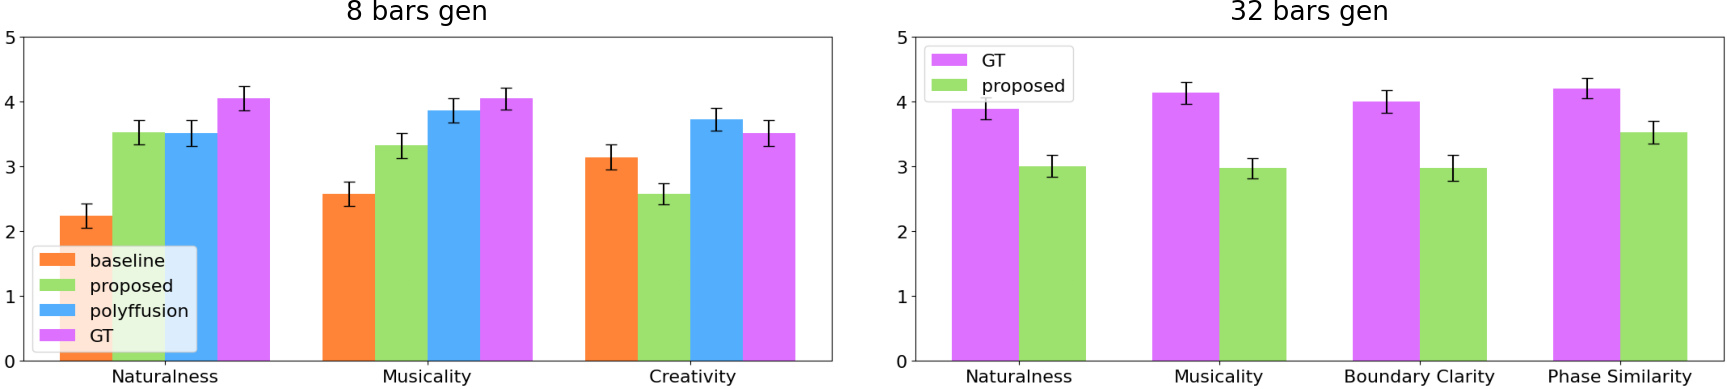 8 bars gen
5
4
3
2
1
0
baseline
proposed
polyffusion
GT
Naturalness Musicality Creativity
32 bars gen
5
4
3
2
1
0
GT
proposed
Naturalness Musicality Boundary Clarity Phase Similarity